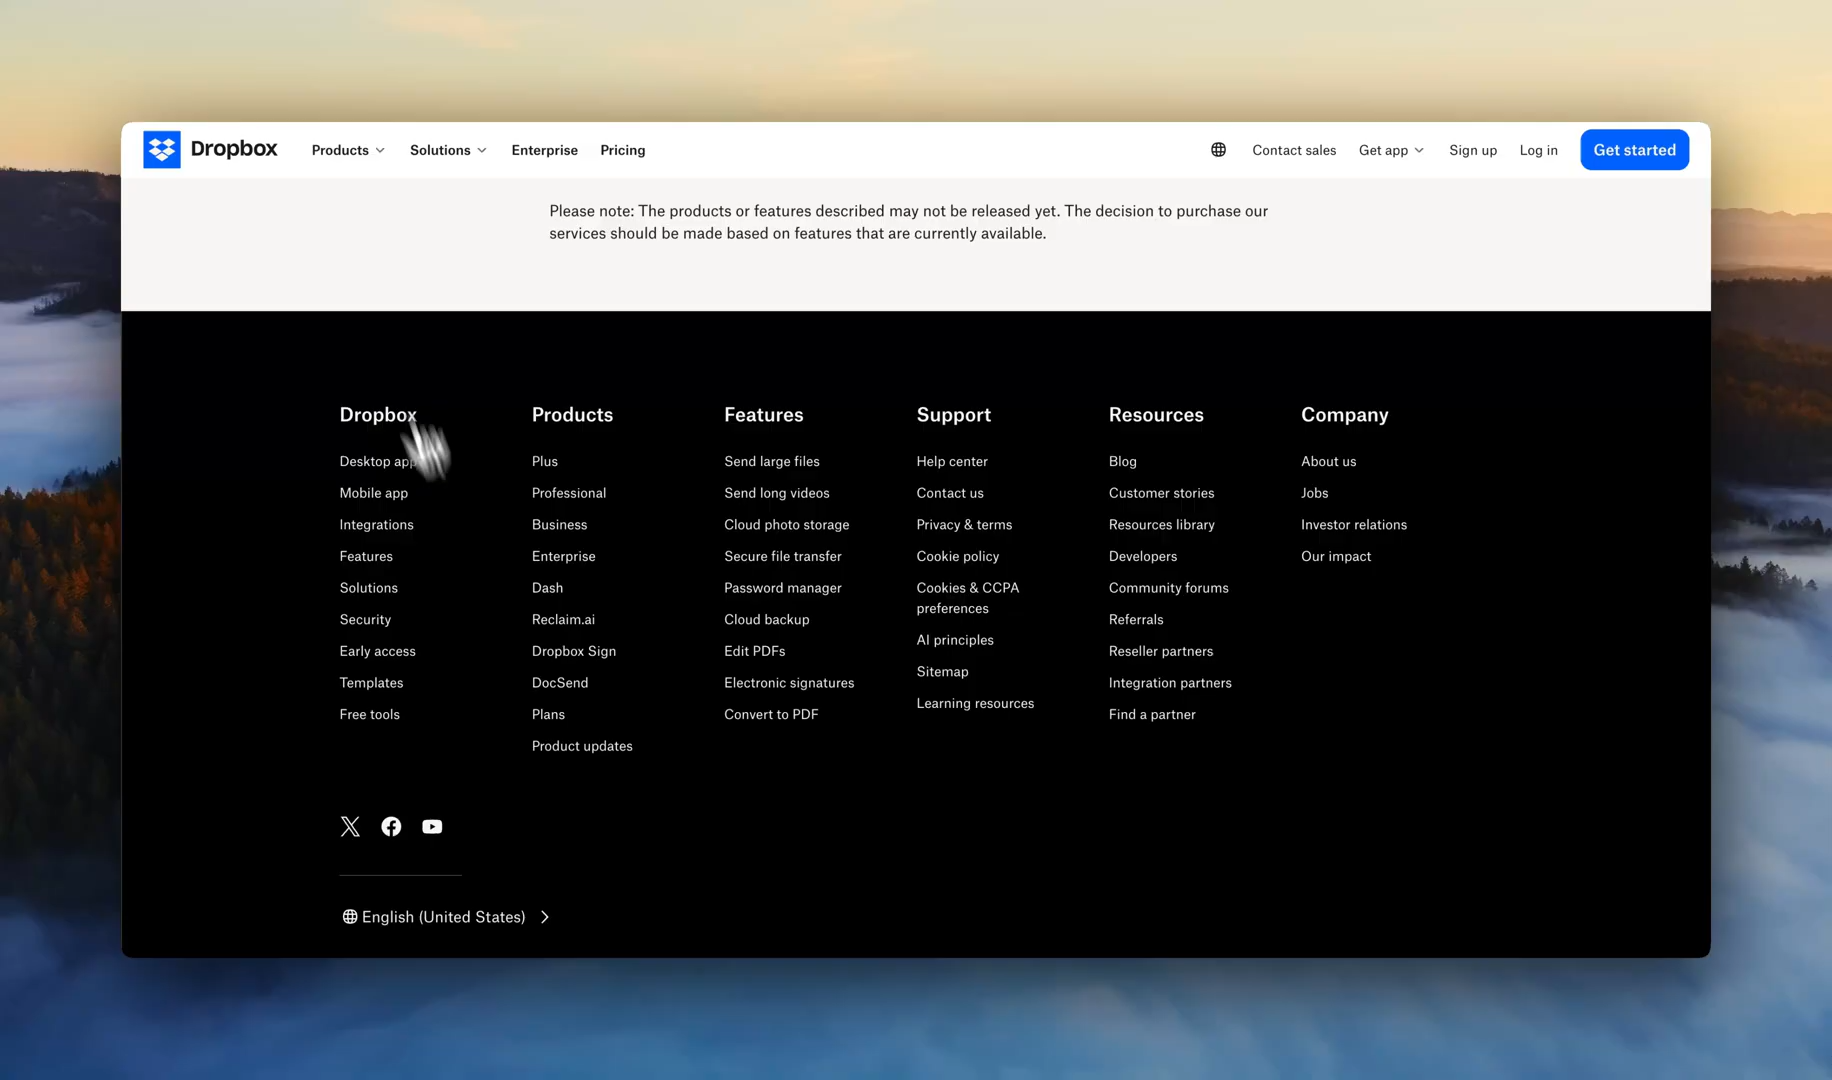 Dropbox
Products
Solutions
Enterprise
Pricing
Contact sales
Get app
Sign up
Log in
Get started
Please note: The products or features described may not be released yet. The decision to purchase our
services should be made based on features that are currently available.
Dropbox
Desktop app
Mobile app
Integrations
Features
Solutions
Security
Early access
Templates
Free tools
Products
Plus
Professional
Business
Enterprise
Dash
Reclaim.ai
Dropbox Sign
DocSend
Plans
Product updates
Features
Send large files
Send long videos
Cloud photo storage
Secure file transfer
Password manager
Cloud backup
Edit PDFs
Electronic signatures
Convert to PDF
Support
Help center
Contact us
Privacy & terms
Cookie policy
Cookies & CCPA
preferences
AI principles
Sitemap
Learning resources
Resources
Blog
Customer stories
Resources library
Developers
Community forums
Referrals
Reseller partners
Integration partners
Find a partner
Company
About us
Jobs
Investor relations
Our impact
English (United States)